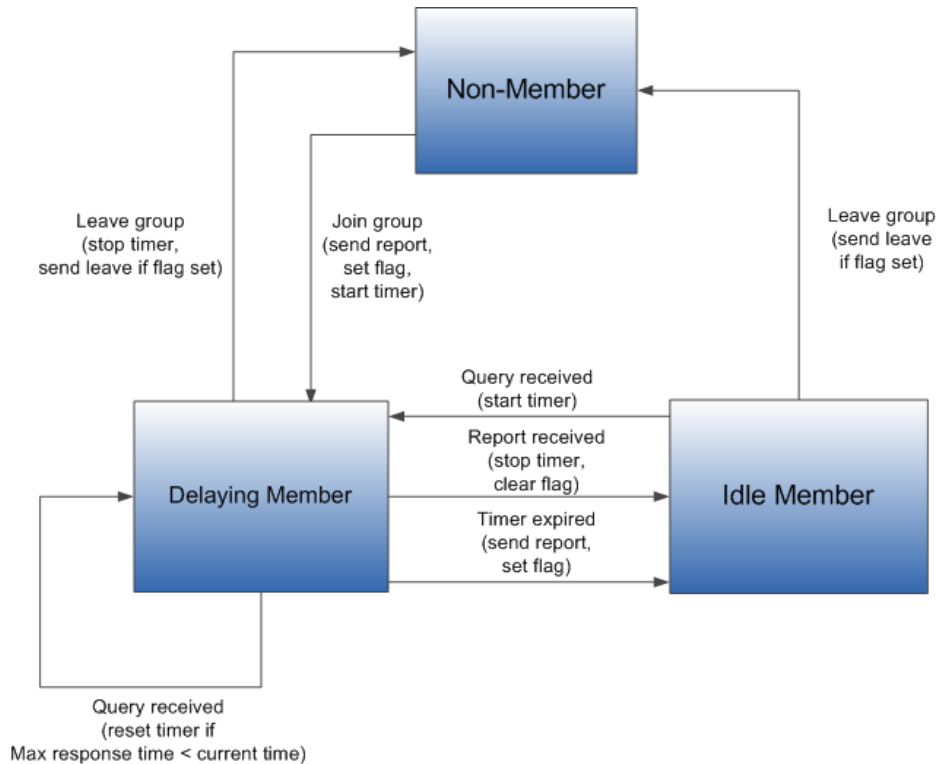 Non-Member
Leave group
(stop timer,
send leave if flag set)
Join group
(send report,
set flag,
start timer)
Leave group
(send leave
if flag set)
Query received
(start timer)
Report received
(stop timer,
clear flag)
Timer expired
(send report,
set flag)
Delaying Member
Idle Member
Query received
(reset timer if
Max response time < current time)